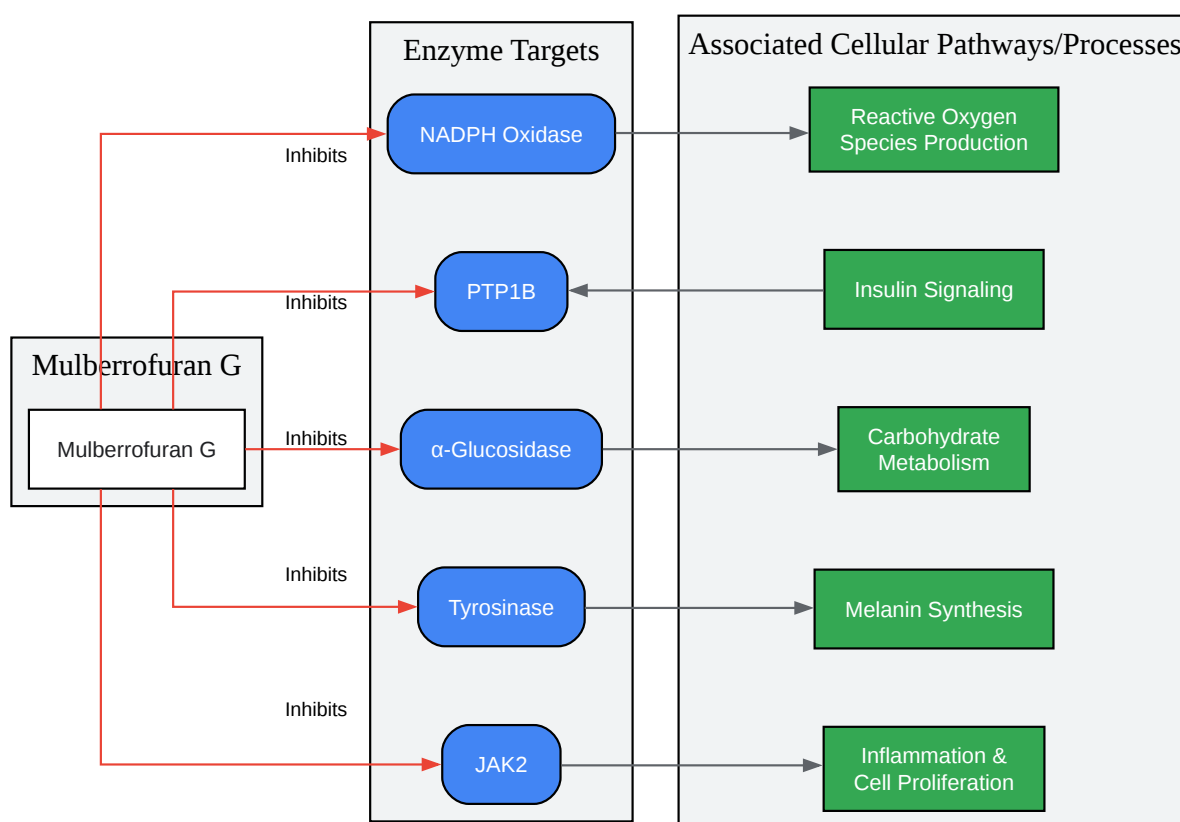 Enzyme Targets
Associated Cellular Pathways/Processes
NADPH Oxidase
Reactive Oxygen
Species Production
Inhibits
PTP1B
Insulin Signaling
Inhibits
Mulberrofuran G
Mulberrofuran G
Inhibits
α-Glucosidase
Carbohydrate
Metabolism
Inhibits
Tyrosinase
Melanin Synthesis
Inhibits
JAK2
Inflammation &
Cell Proliferation